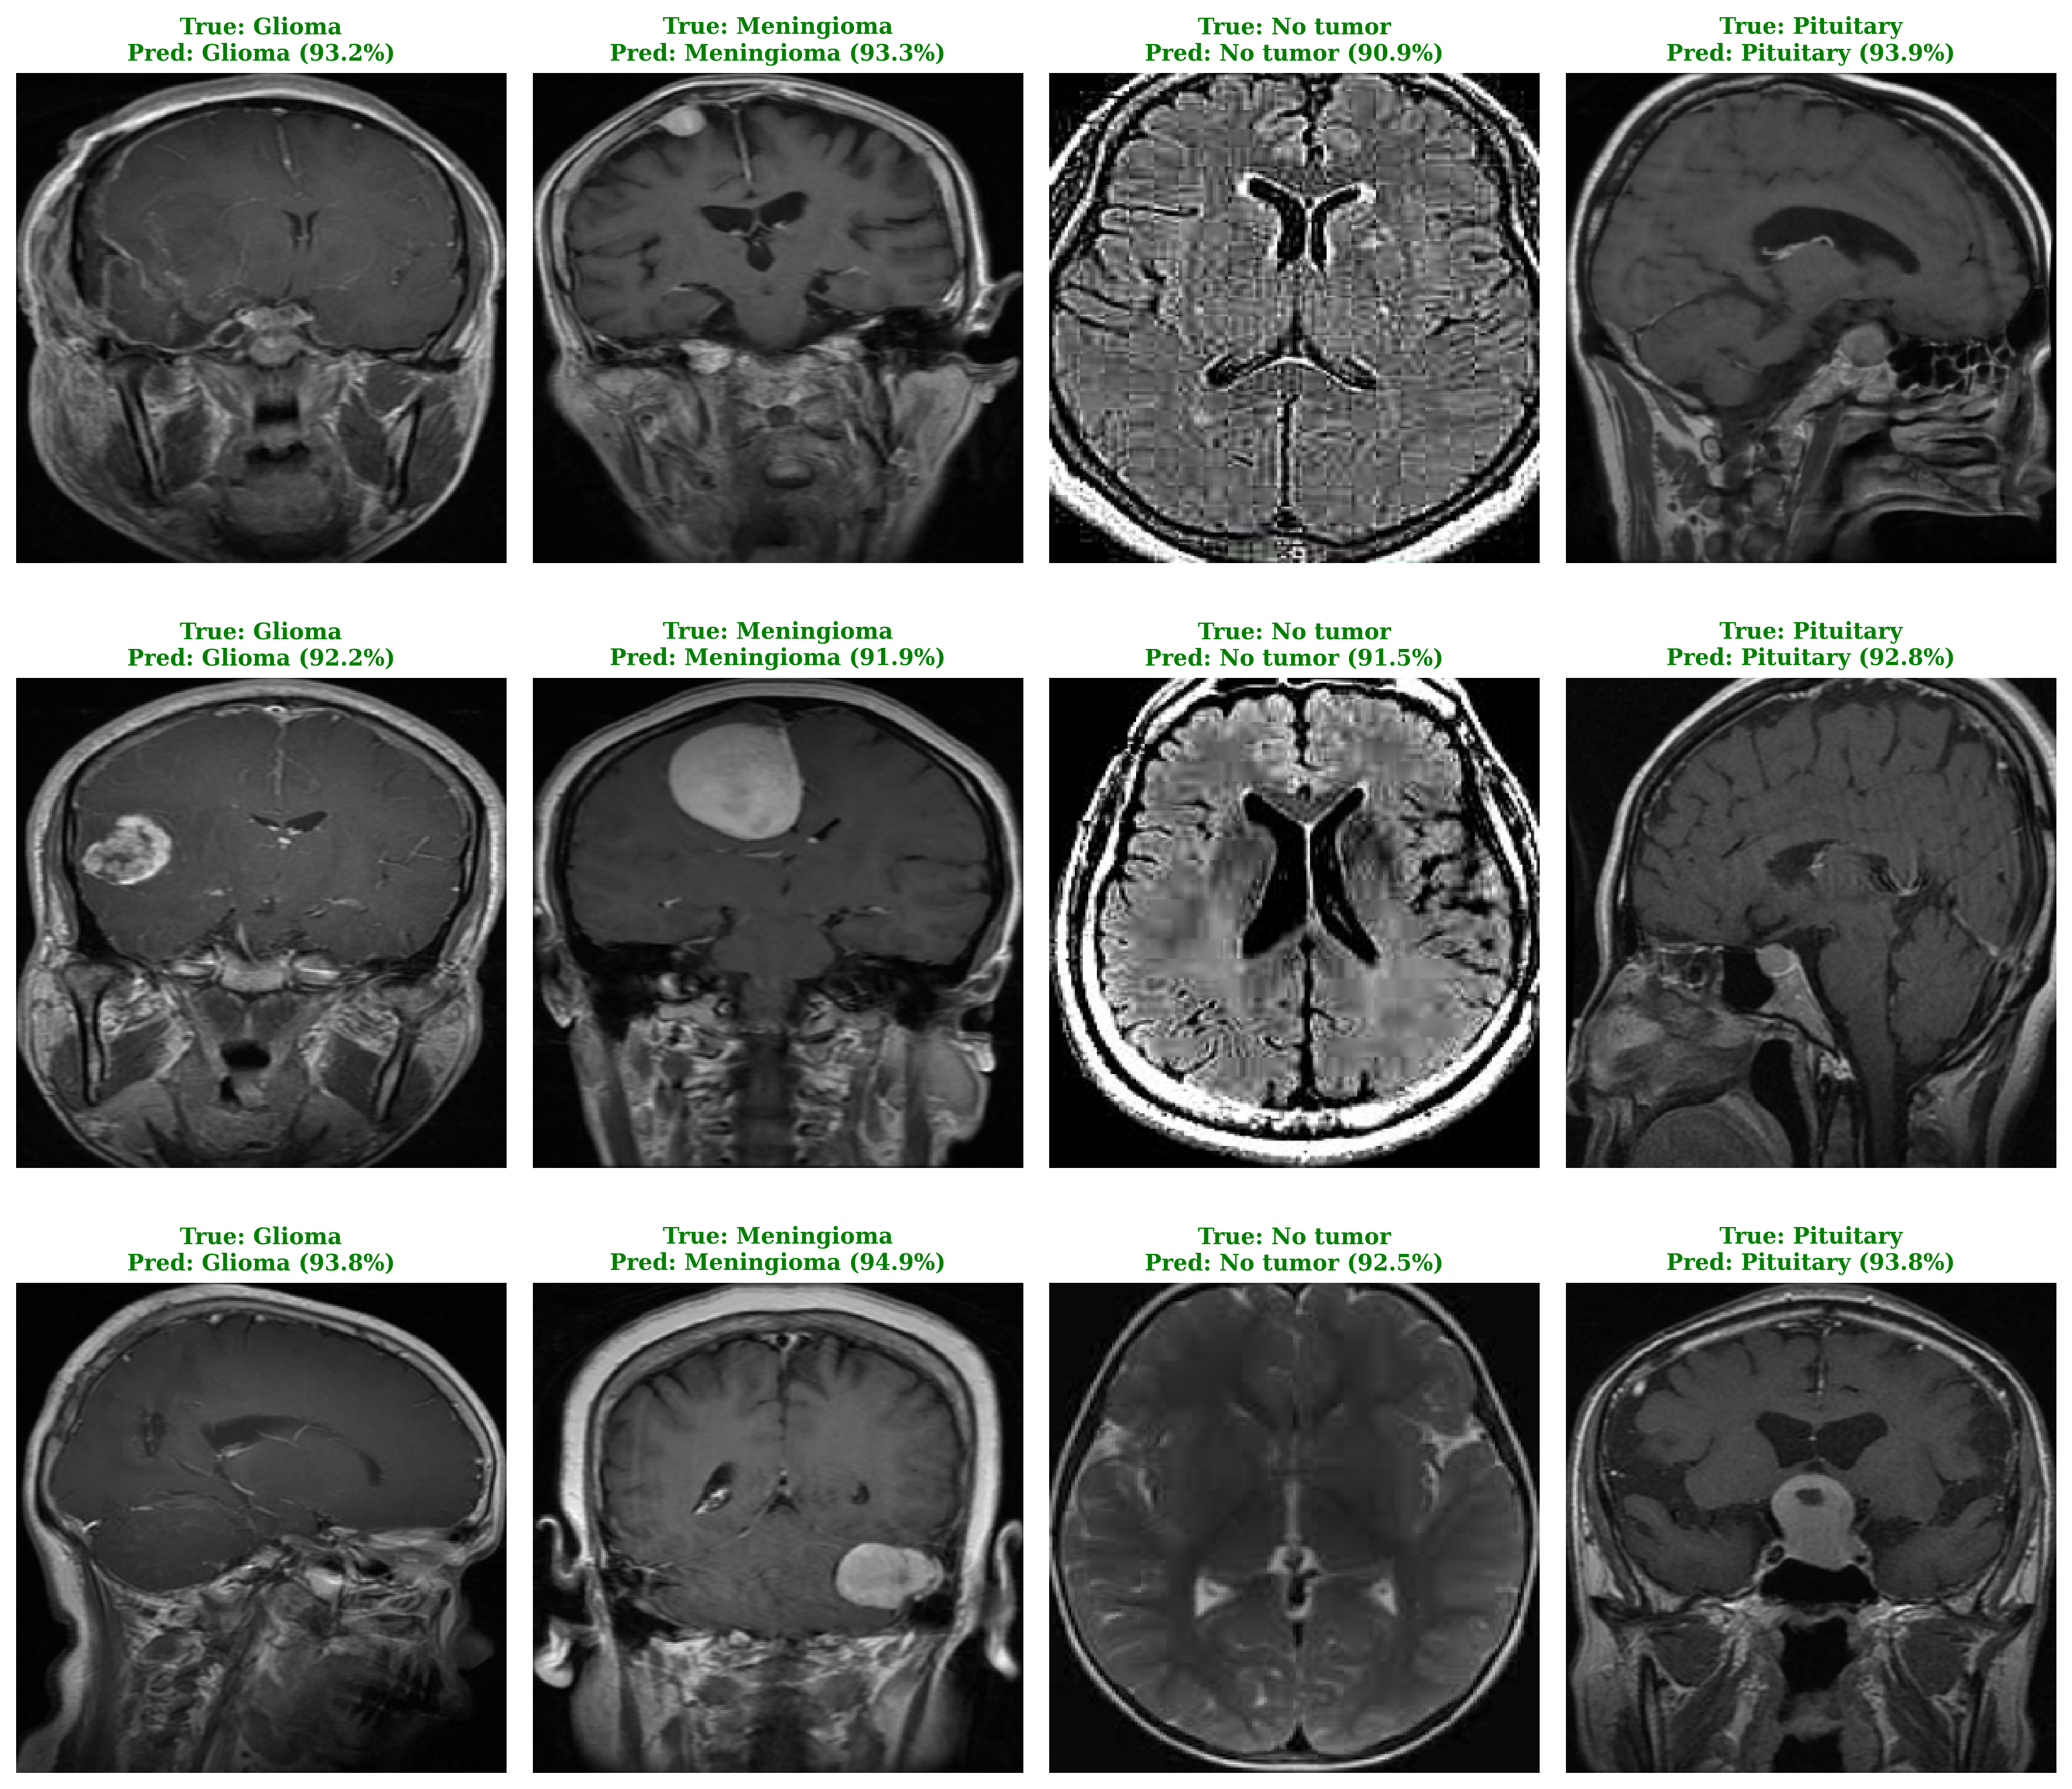 True: Glioma
Pred: Glioma (93.2%)
True: Meningioma
Pred: Meningioma (93.3%)
True: No tumor
Pred: No tumor (90.9%)
True: Pituitary
Pred: Pituitary (93.9%)
True: Glioma
Pred: Glioma (92.2%)
True: Meningioma
Pred: Meningioma (91.9%)
True: No tumor
Pred: No tumor (91.5%)
True: Pituitary
Pred: Pituitary (92.8%)
True: Glioma
Pred: Glioma (93.8%)
True: Meningioma
Pred: Meningioma (94.9%)
True: No tumor
Pred: No tumor (92.5%)
True: Pituitary
Pred: Pituitary (93.8%)